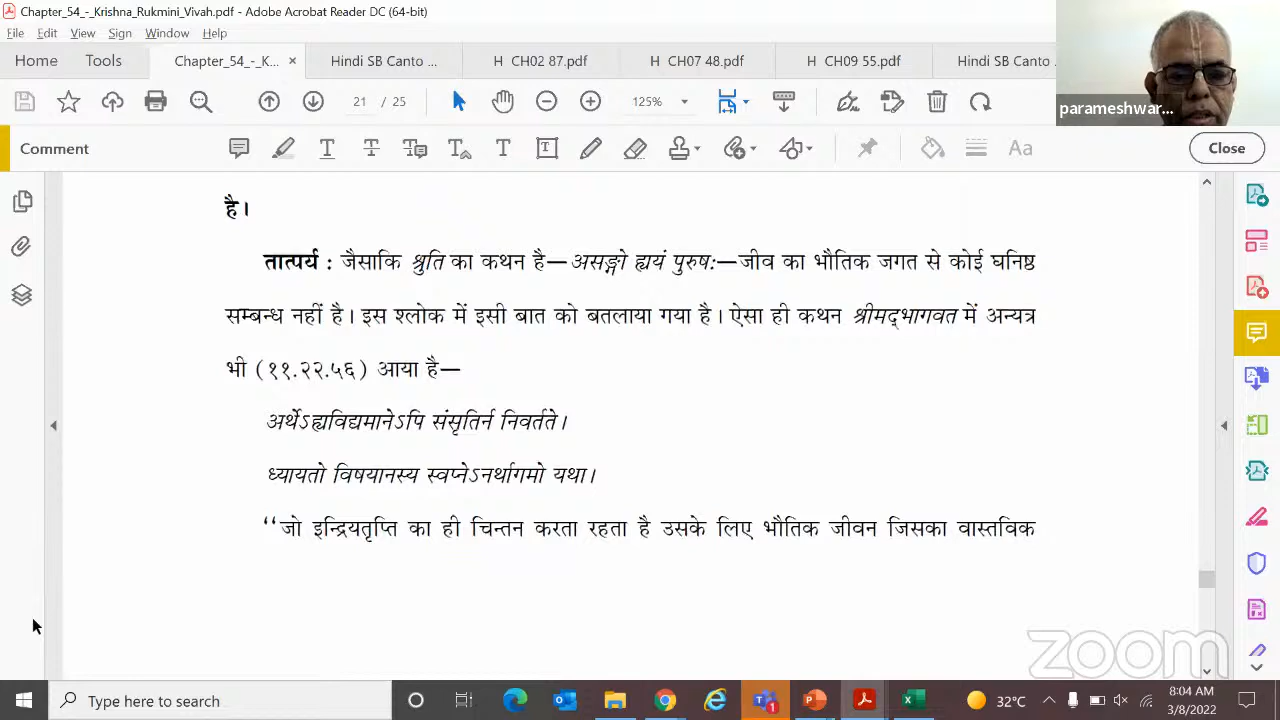 Chapter_54_-_Krishna_Rukmini_Vivah.pdf - Adobe Acrobat Reader DC (64-bit)
File Edit View Sign Window Help
Home Tools Chapter_54_-_K... × Hindi SB Canto ... H CH02 87.pdf H CH07 48.pdf H CH09 55.pdf Hindi SB Canto
21 / 25 125%
parameshwar...
Comment Aa Close
है।
तात्पर्य : जैसाकि श्रुति का कथन है—असङ्गो ह्ययं पुरुषः—जीव का भौतिक जगत से कोई घनिष्ठ
सम्बन्ध नहीं है। इस श्लोक में इसी बात को बतलाया गया है। ऐसा ही कथन श्रीमद्भागवत में अन्यत्र
भी (११.२२.५६) आया है—
अर्थेऽह्यविद्यमानेऽपि संसृतिर्न निवर्तते।
ध्यायतो विषयानस्य स्वप्नेऽनर्थागमो यथा।
‘‘जो इन्द्रियतृप्ति का ही चिन्तन करता रहता है उसके लिए भौतिक जीवन जिसका वास्तविक
zoom
Type here to search 1 32°C 8:04 AM
3/8/2022